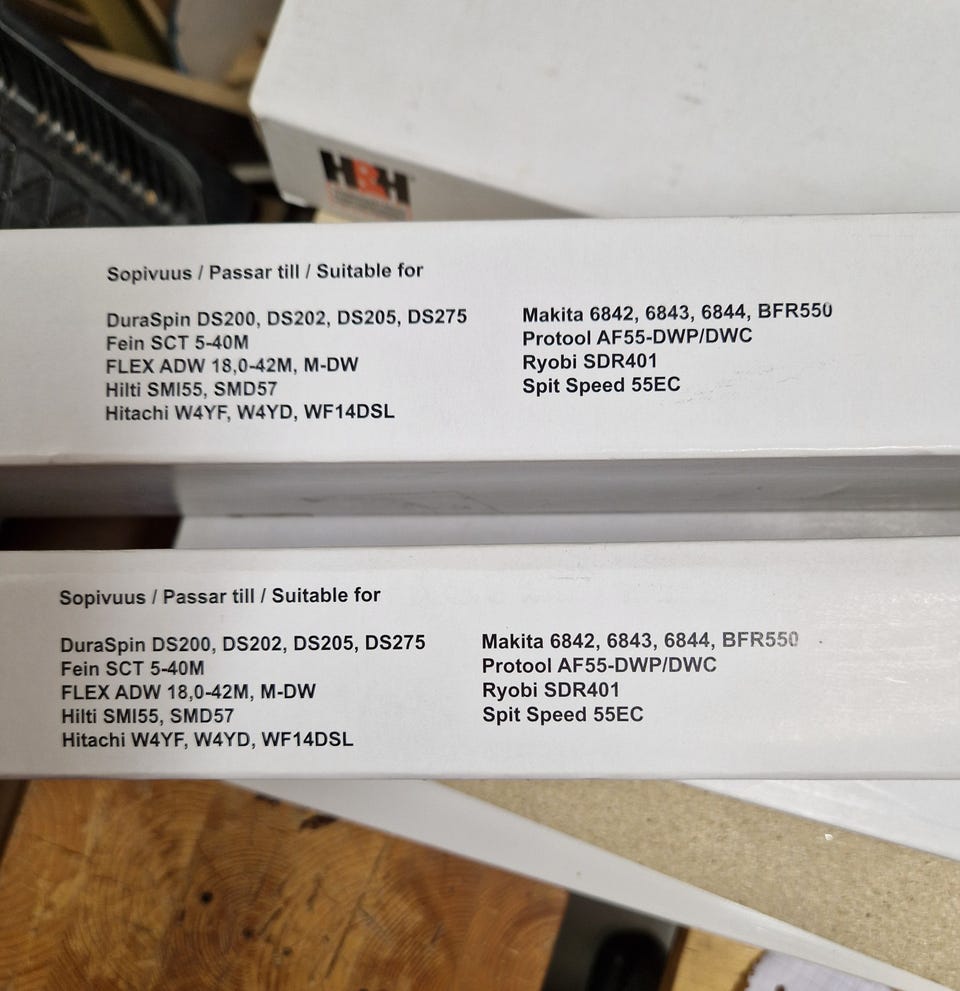 H&H
Sopivuus / Passar till / Suitable for
DuraSpin DS200, DS202, DS205, DS275
Fein SCT 5-40M
FLEX ADW 18,0-42M, M-DW
Hilti SMI55, SMD57
Hitachi W4YF, W4YD, WF14DSL
Makita 6842, 6843, 6844, BFR550
Protool AF55-DWP/DWC
Ryobi SDR401
Spit Speed 55EC
Sopivuus / Passar till / Suitable for
DuraSpin DS200, DS202, DS205, DS275
Fein SCT 5-40M
FLEX ADW 18,0-42M, M-DW
Hilti SMI55, SMD57
Hitachi W4YF, W4YD, WF14DSL
Makita 6842, 6843, 6844, BFR550
Protool AF55-DWP/DWC
Ryobi SDR401
Spit Speed 55EC